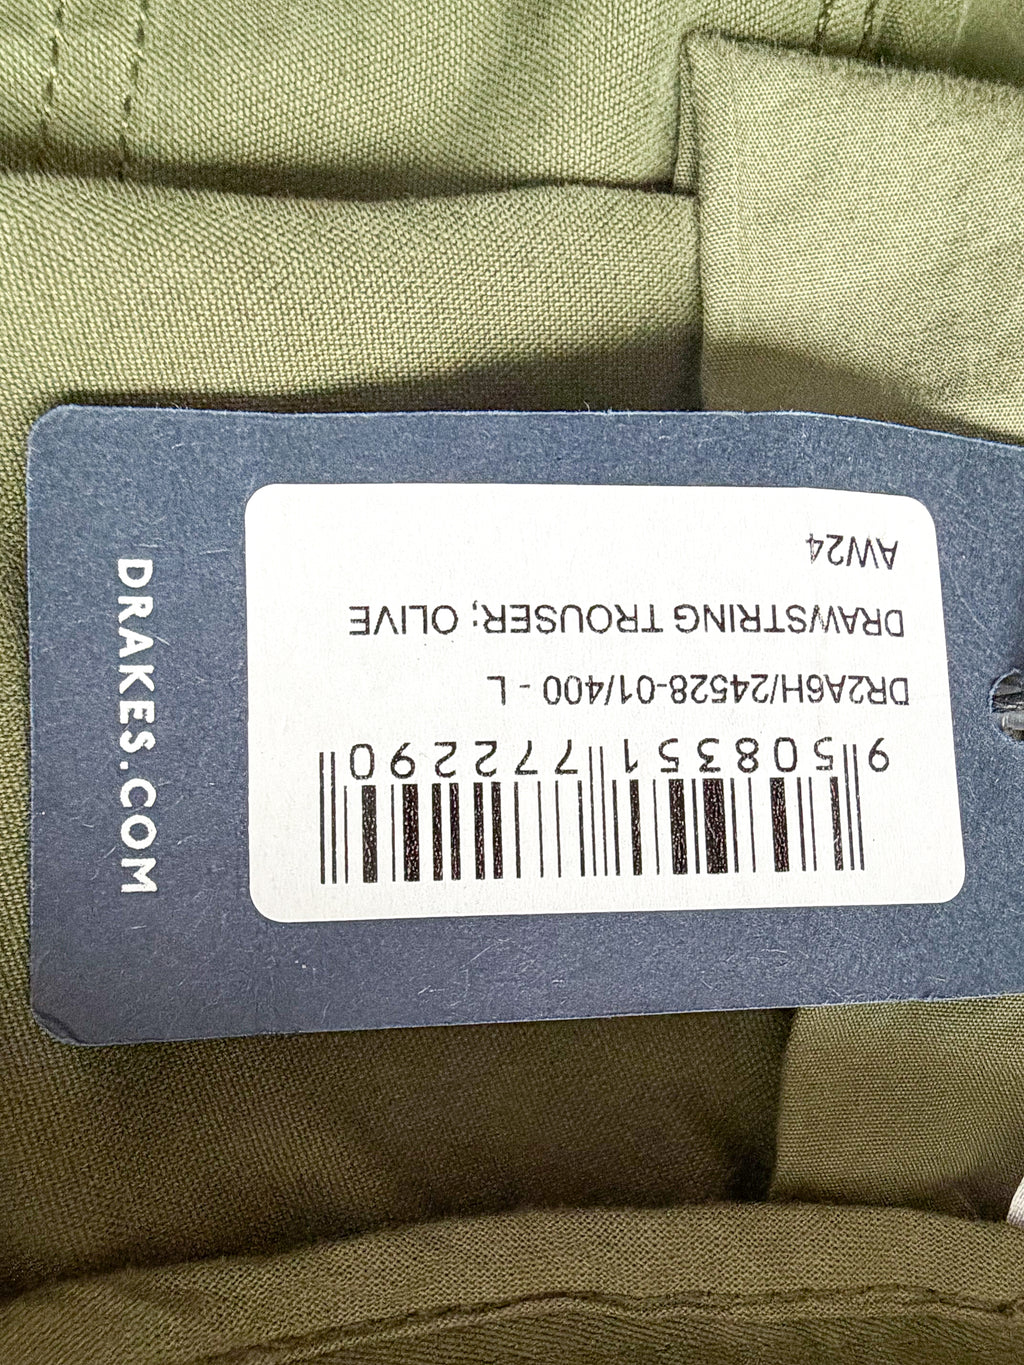 AW24
DRAWSTRING TROUSER; OLIVE
DR2A6H/24528-01/400 - L
9 508351 772290
DRAKES.COM